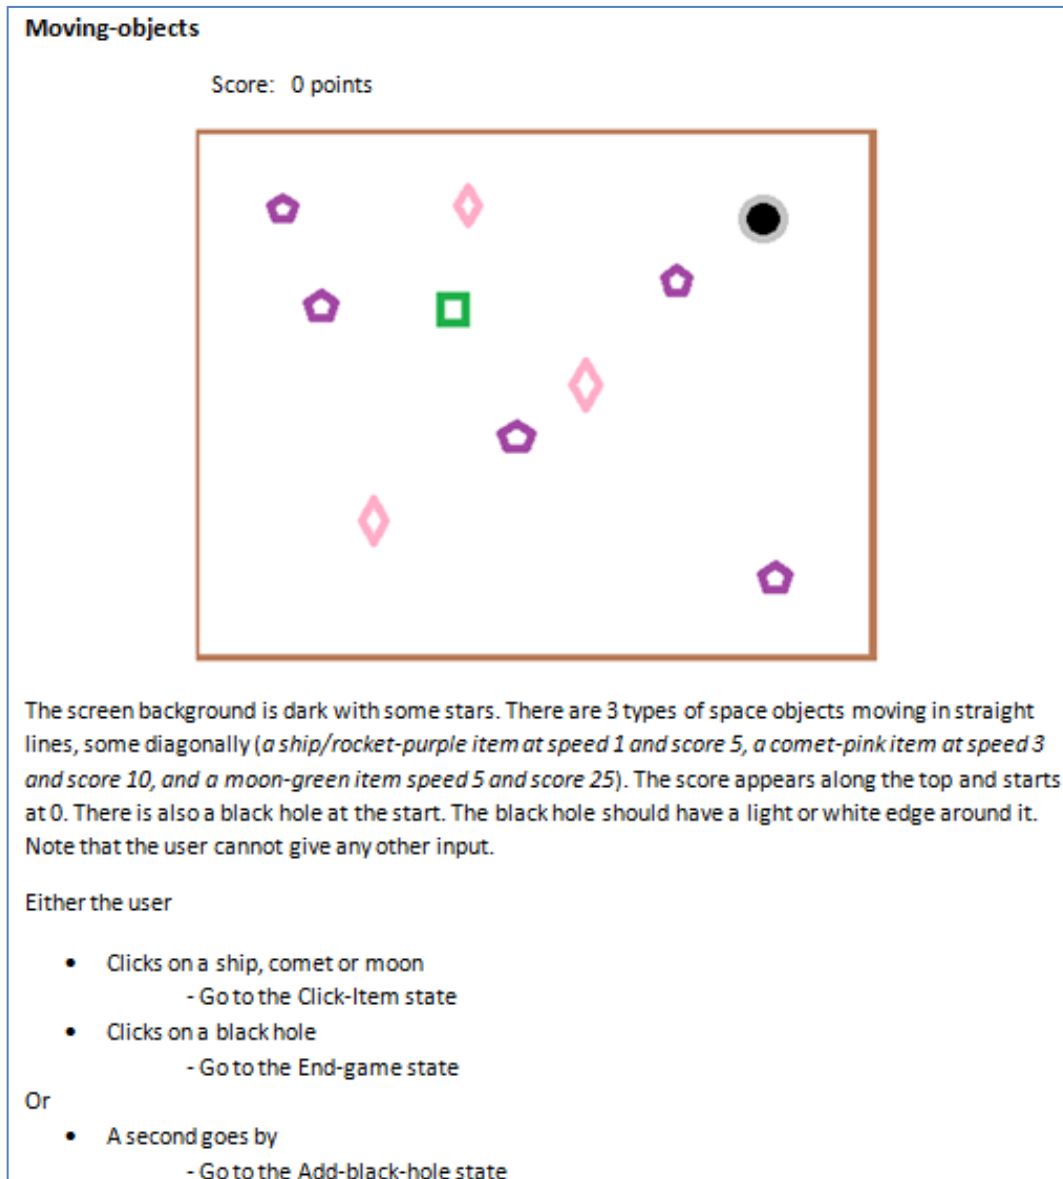 Moving-objects
Score: 0 points
The screen background is dark with some stars. There are 3 types of space objects moving in straight
lines, some diagonally (a ship/rocket-purple item at speed 1 and score 5, a comet-pink item at speed 3
and score 10, and a moon-green item speed 5 and score 25). The score appears along the top and starts
at 0. There is also a black hole at the start. The black hole should have a light or white edge around it.
Note that the user cannot give any other input.
Either the user
• Clicks on a ship, comet or moon
- Go to the Click-Item state
• Clicks on a black hole
- Go to the End-game state
Or
• A second goes by
- Go to the Add-black-hole state